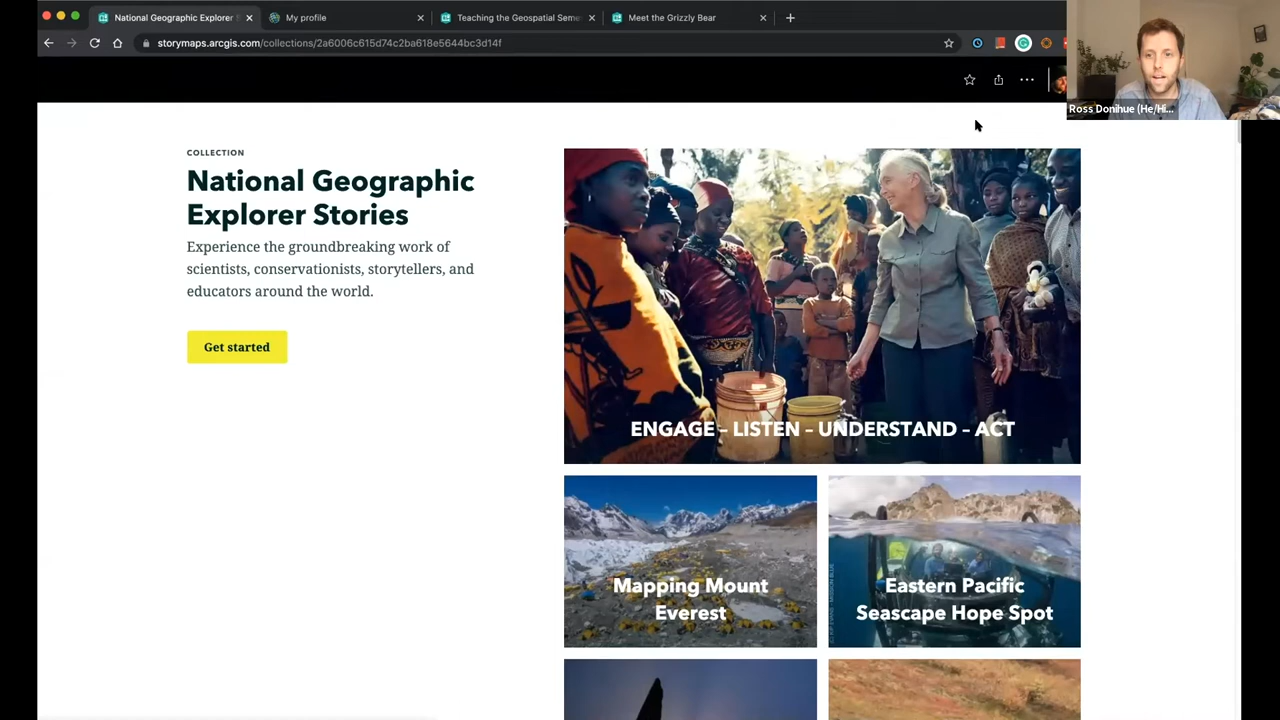 National Geographic Explorer S
My profile
Teaching the Geospatial Seme
Meet the Grizzly Bear
storymaps.arcgis.com/collections/2a6006c615d74c2ba618e5644bc3d14f
Ross Donihue (He/Hi...
COLLECTION
National Geographic
Explorer Stories
Experience the groundbreaking work of
scientists, conservationists, storytellers, and
educators around the world.
Get started
ENGAGE – LISTEN – UNDERSTAND – ACT
Mapping Mount
Everest
Eastern Pacific
Seascape Hope Spot